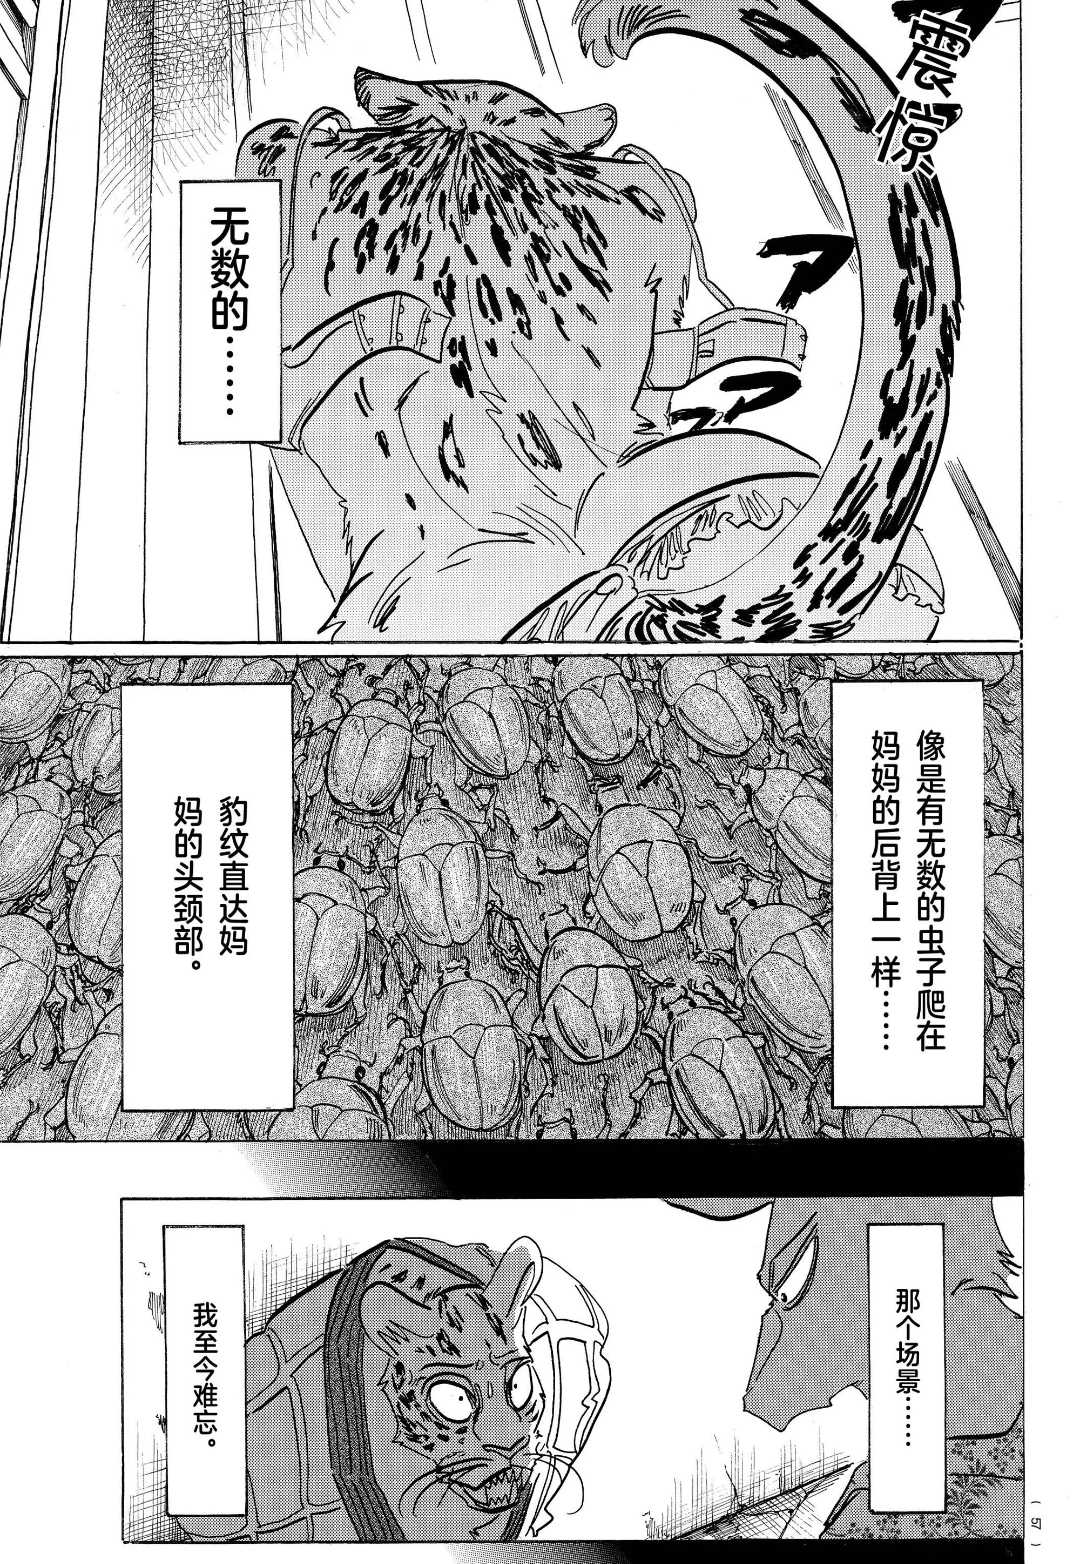 震惊
无数的……
像是有无数的虫子爬在
妈妈的后背上一样……
豹纹直达妈
妈的头颈部。
那个场景……
我至今难忘。
( 57 )